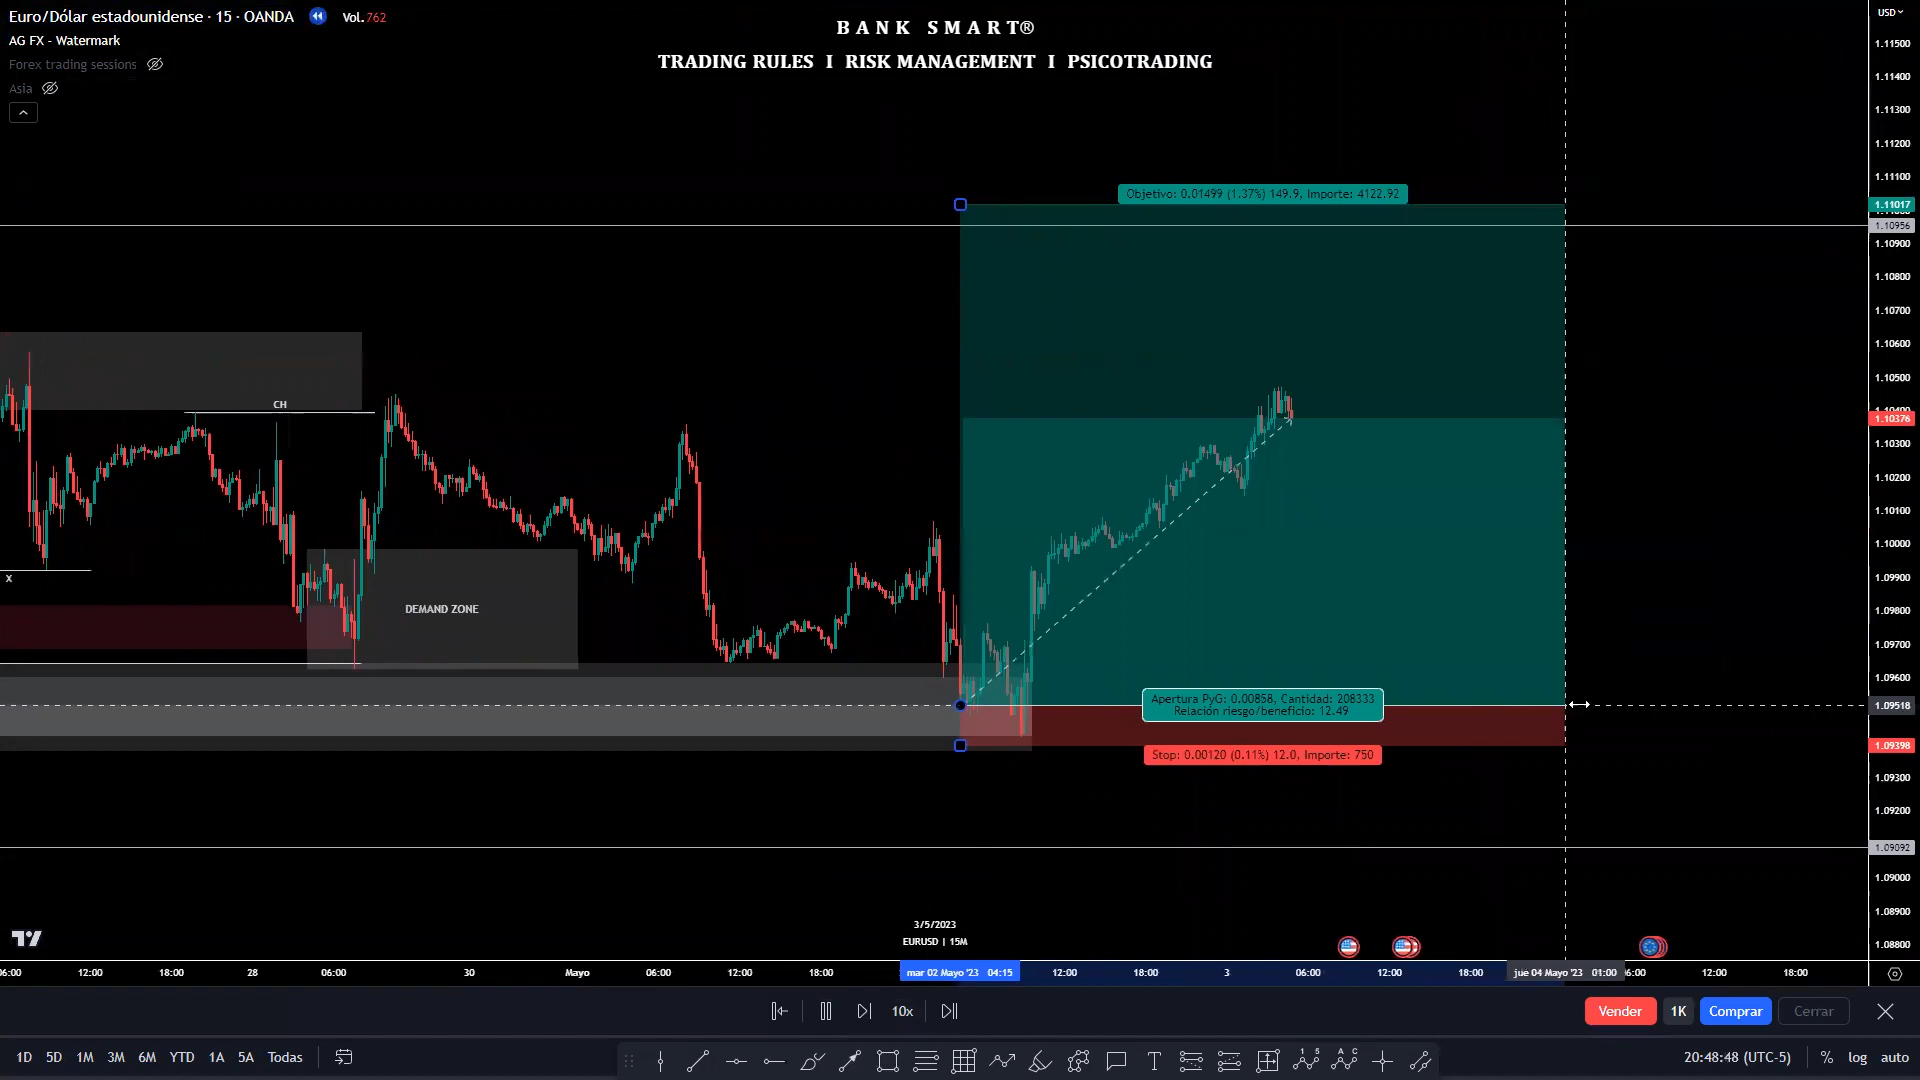 Euro/Dólar estadounidense · 15 · OANDA Vol. 762
AG FX - Watermark
Forex trading sessions
Asia
BANK SMART®
TRADING RULES I RISK MANAGEMENT I PSICOTRADING
USD
1.11500
1.11400
1.11300
1.11200
1.11100
1.11017
1.10956
1.10900
1.10800
1.10700
1.10600
1.10500
1.10376
1.10300
1.10200
1.10100
1.10000
1.09900
1.09800
1.09700
1.09600
1.09518
1.09398
1.09300
1.09200
1.09092
1.09000
1.08900
1.08800
Objetivo: 0.01499 (1.37%) 149.9, Importe: 4122.92
CH
X
DEMAND ZONE
Apertura PyG: 0.00858, Cantidad: 208333
Relación riesgo/beneficio: 12.49
Stop: 0.00120 (0.11%) 12.0, Importe: 750
3/5/2023
EURUSD | 15M
06:00 12:00 18:00 28 06:00 30 Mayo 06:00 12:00 18:00 mar 02 Mayo '23 04:15 12:00 18:00 3 06:00 12:00 18:00 jue 04 Mayo '23 01:00 12:00 18:00
10x
Vender 1K Comprar Cerrar
1D 5D 1M 3M 6M YTD 1A 5A Todas
20:48:48 (UTC-5) % log auto